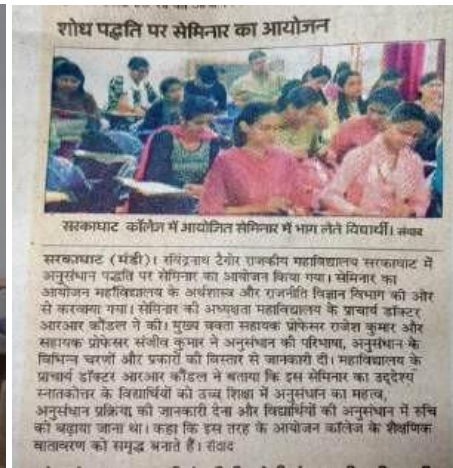 शोध पद्धति पर सेमिनार का आयोजन
सरकाघाट कॉलेज में आयोजित सेमिनार में भाग लेते विद्यार्थी। संवाद
सरकाघाट (मंडी)। रविंद्रनाथ टैगोर राजकीय महाविद्यालय सरकाघाट में
अनुसंधान पद्धति पर सेमिनार का आयोजन किया गया। सेमिनार का
आयोजन महाविद्यालय के अर्थशास्त्र और राजनीति विज्ञान विभाग की ओर
से करवाया गया। सेमिनार की अध्यक्षता महाविद्यालय के प्राचार्य डॉक्टर
आरआर कौंडल ने की। मुख्य वक्ता सहायक प्रोफेसर राजेश कुमार और
सहायक प्रोफेसर संजीव कुमार ने अनुसंधान की परिभाषा, अनुसंधान के
विभिन्न चरणों और प्रकारों की विस्तार से जानकारी दी। महाविद्यालय के
प्राचार्य डॉक्टर आरआर कौंडल ने बताया कि इस सेमिनार का उद्देश्य
स्नातकोत्तर के विद्यार्थियों को उच्च शिक्षा में अनुसंधान का महत्व,
अनुसंधान प्रक्रिया की जानकारी देना और विद्यार्थियों की अनुसंधान में रुचि
को बढ़ाया जाना था। कहा कि इस तरह के आयोजन कॉलेज के शैक्षणिक
वातावरण को समृद्ध बनाते हैं। संवाद